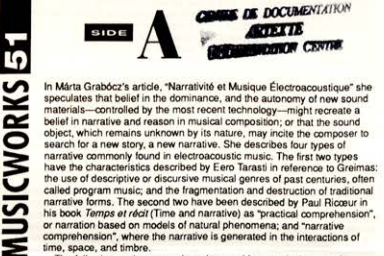 MUSICWORKS 51
SIDE A
CENTRE DE DOCUMENTATION
ARTEXTE
DOCUMENTATION CENTRE
In Márta Grabócz's article, "Narrativité et Musique Électroacoustique" she
speculates that belief in the dominance, and the autonomy of new sound
materials—controlled by the most recent technology—might recreate a
belief in narrative and reason in musical composition; or that the sound
object, which remains unknown by its nature, may incite the composer to
search for a new story, a new narrative. She describes four types of
narrative commonly found in electroacoustic music. The first two types
have the characteristics described by Eero Tarasti in reference to Greimas:
the use of descriptive or discursive musical genres of past centuries, often
called program music; and the fragmentation and destruction of traditional
narrative forms. The second two have been described by Paul Ricœur in
his book Temps et récit (Time and narrative) as "practical comprehension",
or narration based on models of natural phenomena; and "narrative
comprehension", where the narrative is generated in the interactions of
time, space, and timbre.